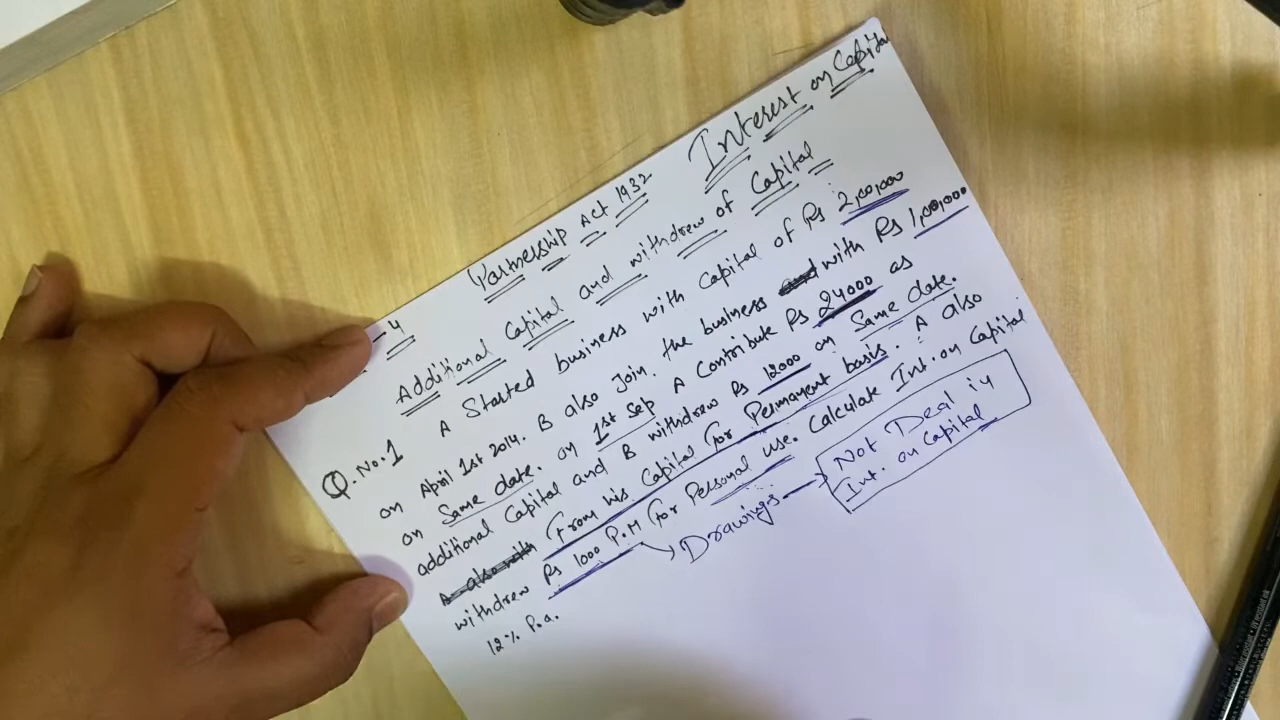 Interest on Capital
Partnership Act 1932
-4
Additional Capital and withdrew of Capital
Q.No.1 A Started business with Capital of Rs 2,00,000
on April 1st 2014. B also Join. the business with Rs 1,00,000
on Same date. on 1st Sep A Contribute Rs 24000 as
additional Capital and B withdrew Rs 12000 on Same date.
From his Capital for Permanent basis. A also
withdrew Rs 1000 P.M for Personal use. Calculate Int. on Capital
12% P.a.
Drawings
Not Deal in
Int. on Capital